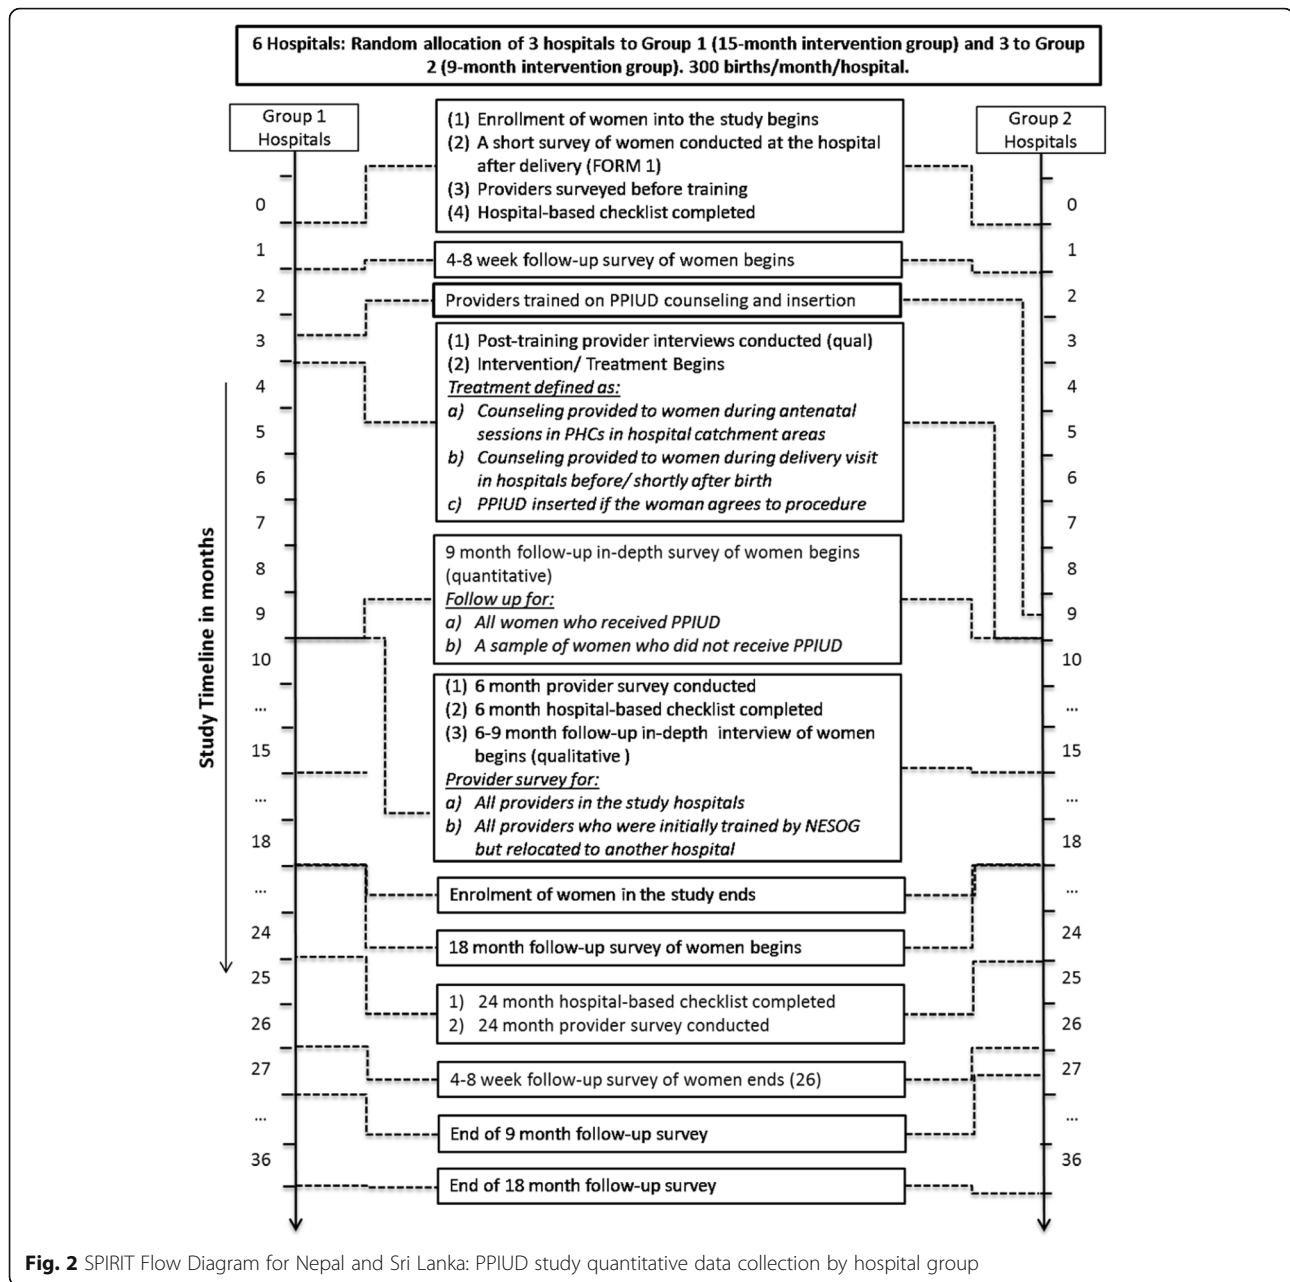 6 Hospitals: Random allocation of 3 hospitals to Group 1 (15-month intervention group) and 3 to Group
2 (9-month intervention group). 300 births/month/hospital.
Group 1
Hospitals
Group 2
Hospitals
(1) Enrollment of women into the study begins
(2) A short survey of women conducted at the hospital
after delivery (FORM 1)
(3) Providers surveyed before training
(4) Hospital-based checklist completed
4-8 week follow-up survey of women begins
Providers trained on PPIUD counseling and insertion
(1) Post-training provider interviews conducted (qual)
(2) Intervention/ Treatment Begins
Treatment defined as:
a) Counseling provided to women during antenatal
sessions in PHCs in hospital catchment areas
b) Counseling provided to women during delivery visit
in hospitals before/ shortly after birth
c) PPIUD inserted if the woman agrees to procedure
9 month follow-up in-depth survey of women begins
(quantitative)
Follow up for:
a) All women who received PPIUD
b) A sample of women who did not receive PPIUD
(1) 6 month provider survey conducted
(2) 6 month hospital-based checklist completed
(3) 6-9 month follow-up in-depth interview of women
begins (qualitative )
Provider survey for:
a) All providers in the study hospitals
b) All providers who were initially trained by NESOG
but relocated to another hospital
Enrolment of women in the study ends
18 month follow-up survey of women begins
1) 24 month hospital-based checklist completed
2) 24 month provider survey conducted
4-8 week follow-up survey of women ends (26)
End of 9 month follow-up survey
End of 18 month follow-up survey
Study Timeline in months
0
1
2
3
4
5
6
7
8
9
10
...
15
...
18
...
24
25
26
27
...
36
0
1
2
3
4
5
6
7
8
9
10
...
15
...
18
...
24
25
26
27
...
36
Fig. 2 SPIRIT Flow Diagram for Nepal and Sri Lanka: PPIUD study quantitative data collection by hospital group